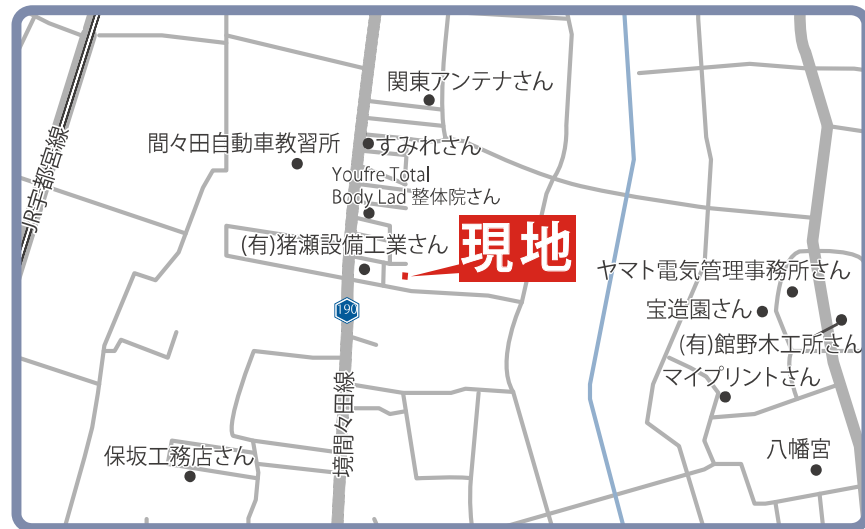 関東アンテナさん
すみれさん
間々田自動車教習所
JR宇都宮線
Youfre Total
Body Lad 整体院さん
(有)猪瀬設備工業さん
現地
190
境間々田線
ヤマト電気管理事務所さん
宝造園さん
(有)館野木工所さん
マイプリントさん
八幡宮
保坂工務店さん